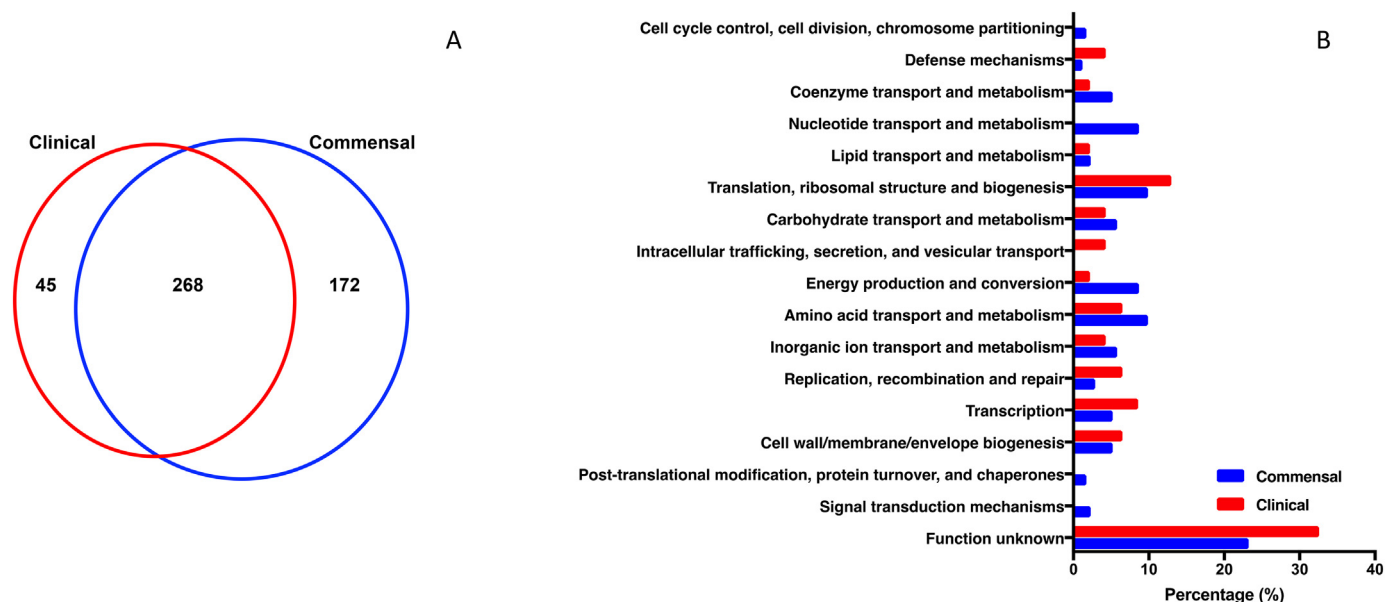 A
Clinical
Commensal
45
268
172
B
Cell cycle control, cell division, chromosome partitioning
Defense mechanisms
Coenzyme transport and metabolism
Nucleotide transport and metabolism
Lipid transport and metabolism
Translation, ribosomal structure and biogenesis
Carbohydrate transport and metabolism
Intracellular trafficking, secretion, and vesicular transport
Energy production and conversion
Amino acid transport and metabolism
Inorganic ion transport and metabolism
Replication, recombination and repair
Transcription
Cell wall/membrane/envelope biogenesis
Post-translational modification, protein turnover, and chaperones
Signal transduction mechanisms
Function unknown
Commensal
Clinical
0 10 20 30 40
Percentage (%)